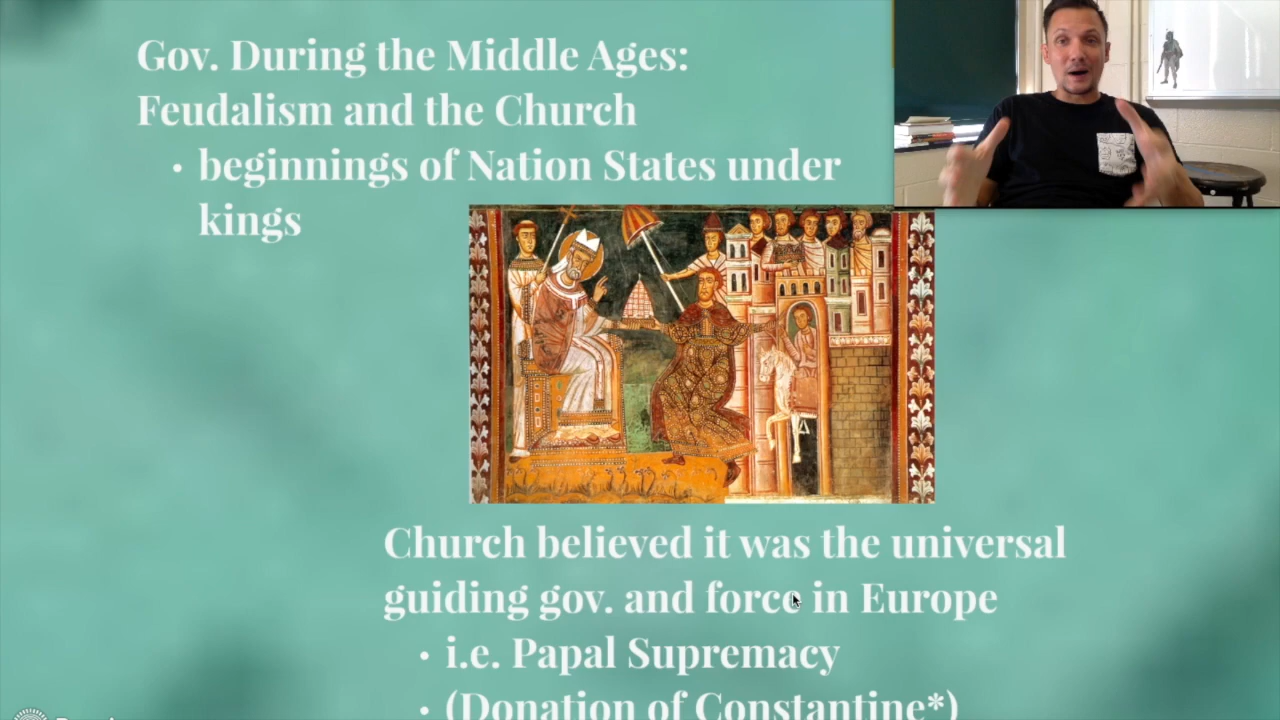 Gov. During the Middle Ages:
Feudalism and the Church
• beginnings of Nation States under
kings
Church believed it was the universal
guiding gov. and force in Europe
• i.e. Papal Supremacy
• (Donation of Constantine*)